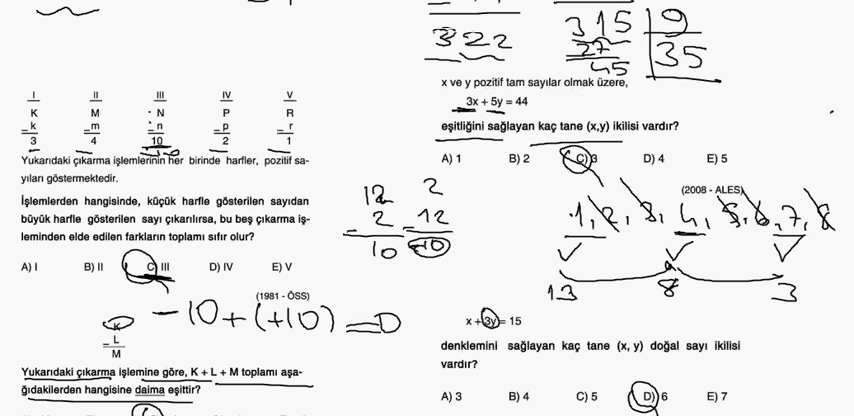 I II III IV V
K M N P R
-k -m -n -p -r
3 4 10 2 1
Yukarıdaki çıkarma işlemlerinin her birinde harfler, pozitif sa-
yıları göstermektedir.
İşlemlerden hangisinde, küçük harfle gösterilen sayıdan
büyük harfle gösterilen sayı çıkarılırsa, bu beş çıkarma iş-
leminden elde edilen farkların toplamı sıfır olur?
A) I B) II C) III D) IV E) V
(1981 - ÖSS)
-10+(+10)=0
K
-L
M
Yukarıdaki çıkarma işlemine göre, K + L + M toplamı aşa-
ğıdakilerden hangisine daima eşittir?
12
-2
10
2
-12
-10
322
315 9
27 35
45
x ve y pozitif tam sayılar olmak üzere,
3x + 5y = 44
eşitliğini sağlayan kaç tane (x,y) ikilisi vardır?
A) 1 B) 2 C) 3 D) 4 E) 5
(2008 - ALES)
1, 2, 3, 4, 5, 6, 7, 8
13 8 3
x + 3y = 15
denklemini sağlayan kaç tane (x, y) doğal sayı ikilisi
vardır?
A) 3 B) 4 C) 5 D) 6 E) 7